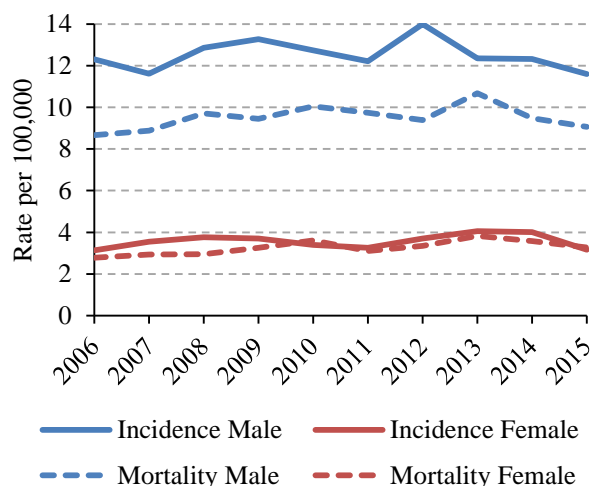 14
12
10
8
6
4
2
0
Rate per 100,000
2006 2007 2008 2009 2010 2011 2012 2013 2014 2015
Incidence Male Incidence Female
Mortality Male Mortality Female